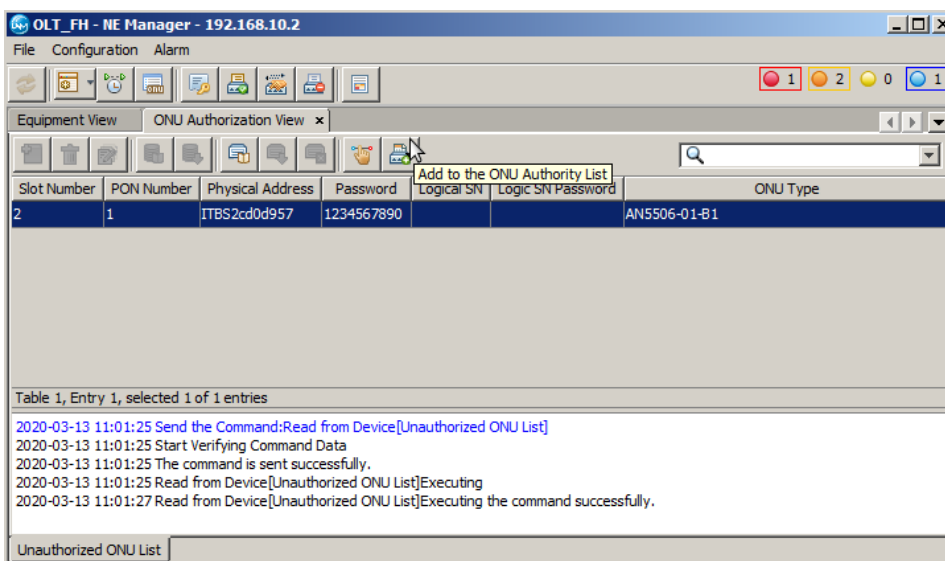 OLT_FH - NE Manager - 192.168.10.2
File Configuration Alarm
1 2 0 1
Equipment View ONU Authorization View x
Add to the ONU Authority List
Slot Number PON Number Physical Address Password Logical SN Logic SN Password ONU Type
2 1 ITBS2cd0d957 1234567890 AN5506-01-B1
Table 1, Entry 1, selected 1 of 1 entries
2020-03-13 11:01:25 Send the Command:Read from Device[Unauthorized ONU List]
2020-03-13 11:01:25 Start Verifying Command Data
2020-03-13 11:01:25 The command is sent successfully.
2020-03-13 11:01:25 Read from Device[Unauthorized ONU List]Executing
2020-03-13 11:01:27 Read from Device[Unauthorized ONU List]Executing the command successfully.
Unauthorized ONU List